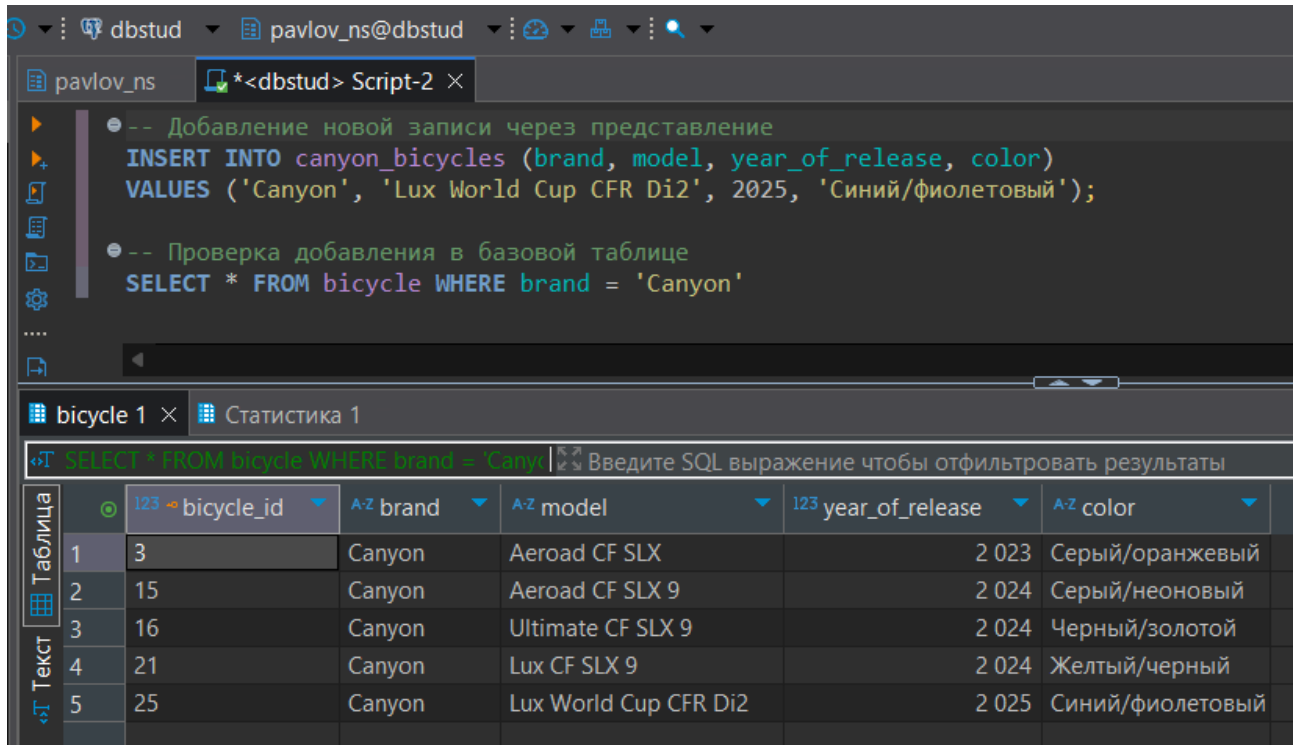 dbstud pavlov_ns@dbstud
pavlov_ns *<dbstud> Script-2
-- Добавление новой записи через представление
INSERT INTO canyon_bicycles (brand, model, year_of_release, color)
VALUES ('Canyon', 'Lux World Cup CFR Di2', 2025, 'Синий/фиолетовый');
-- Проверка добавления в базовой таблице
SELECT * FROM bicycle WHERE brand = 'Canyon'
bicycle 1 Статистика 1
SELECT * FROM bicycle WHERE brand = 'Canyo Введите SQL выражение чтобы отфильтровать результаты
Таблица
Текст
123 bicycle_id A-Z brand A-Z model 123 year_of_release A-Z color
1 3 Canyon Aeroad CF SLX 2 023 Серый/оранжевый
2 15 Canyon Aeroad CF SLX 9 2 024 Серый/неоновый
3 16 Canyon Ultimate CF SLX 9 2 024 Черный/золотой
4 21 Canyon Lux CF SLX 9 2 024 Желтый/черный
5 25 Canyon Lux World Cup CFR Di2 2 025 Синий/фиолетовый